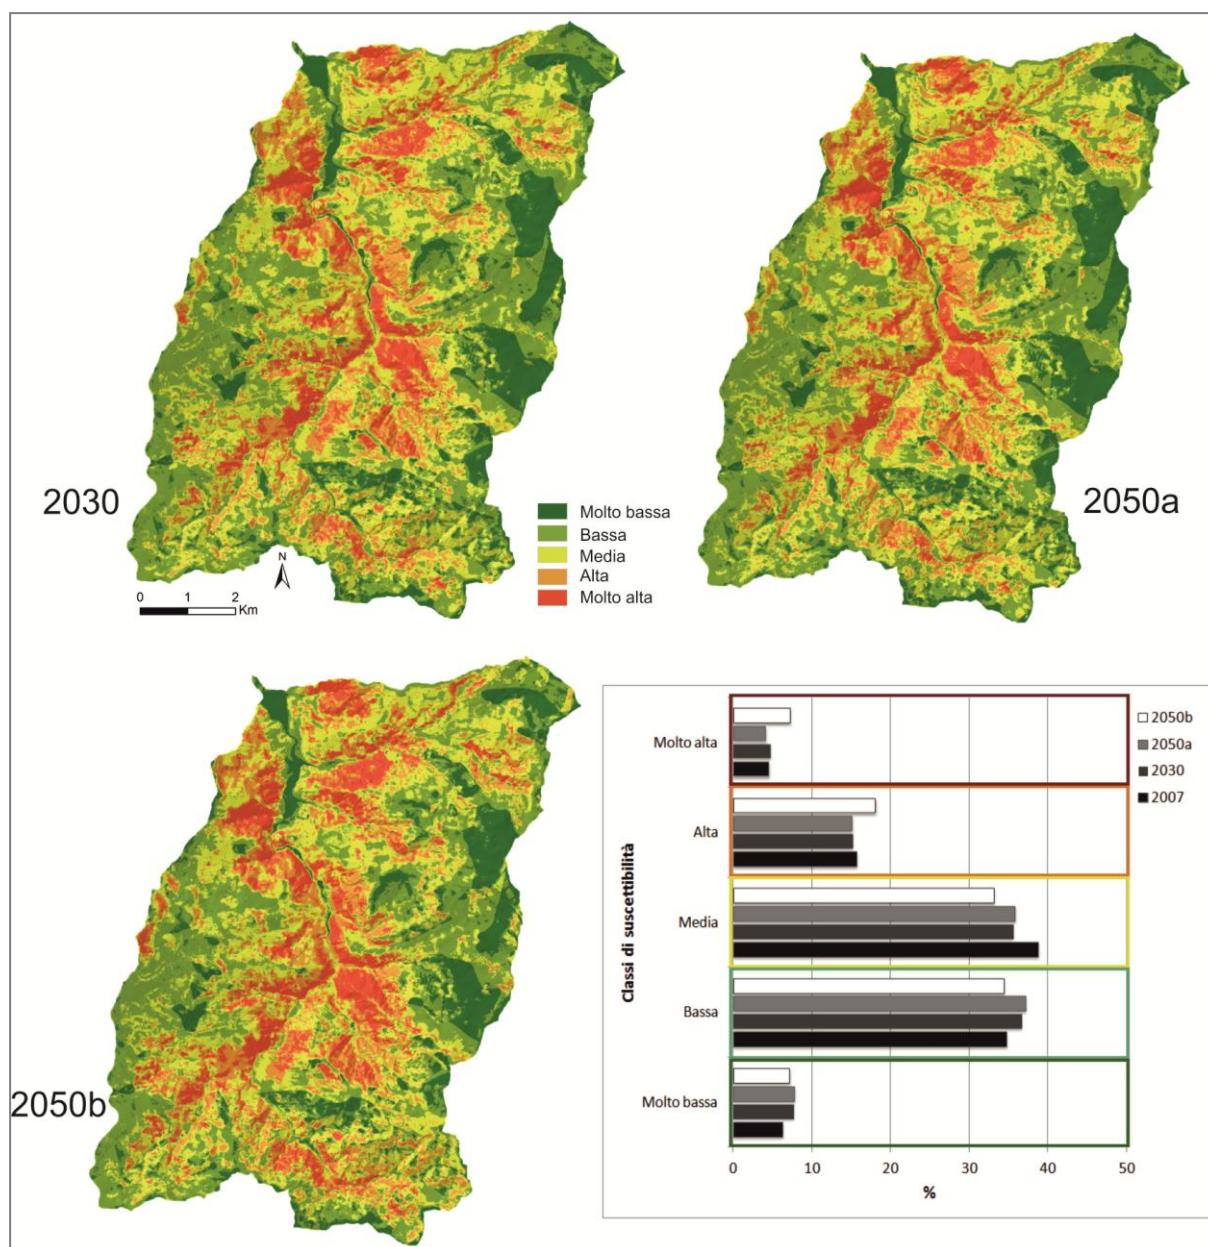 2030
2050a
Molto bassa
Bassa
Media
Alta
Molto alta
N
0 1 2
Km
2050b
Classi di suscettibilità
Molto alta
Alta
Media
Bassa
Molto bassa
0 10 20 30 40 50
%
2050b
2050a
2030
2007